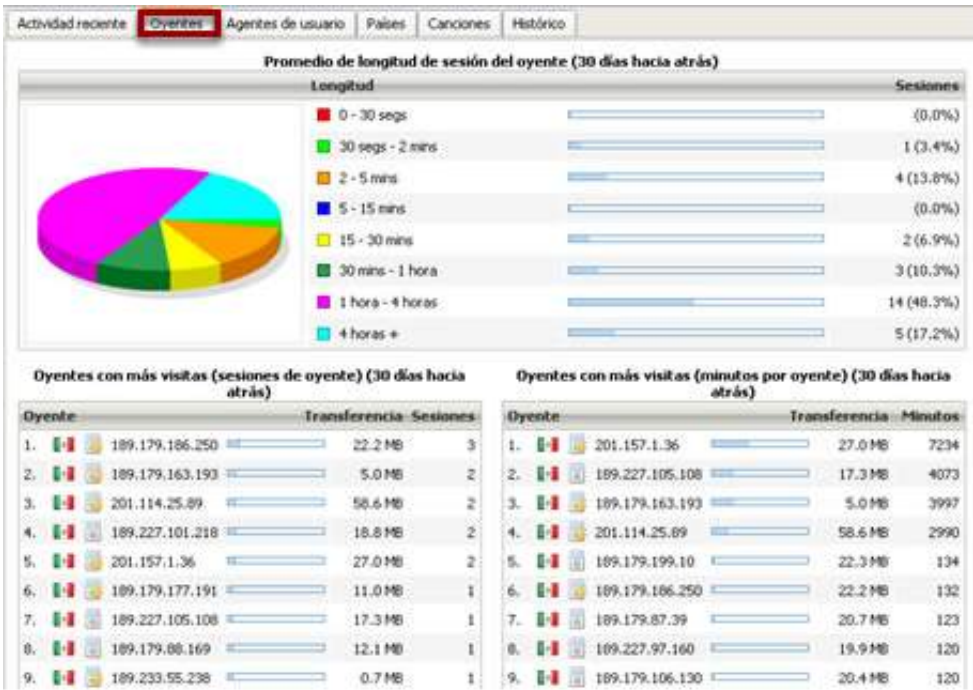 Actividad reciente Oyentes Agentes de usuario Países Canciones Histórico
Promedio de longitud de sesión del oyente (30 días hacia atrás)
Longitud Sesiones
0 - 30 segs (0.0%)
30 segs - 2 mins 1 (3.4%)
2 - 5 mins 4 (13.8%)
5 - 15 mins (0.0%)
15 - 30 mins 2 (6.9%)
30 mins - 1 hora 3 (10.3%)
1 hora - 4 horas 14 (48.3%)
4 horas + 5 (17.2%)
Oyentes con más visitas (sesiones de oyente) (30 días hacia
atrás)
Oyente Transferencia Sesiones
1. 189.179.186.250 22.2 MB 3
2. 189.179.163.193 5.0 MB 2
3. 201.114.25.89 58.6 MB 2
4. 189.227.101.218 18.8 MB 2
5. 201.157.1.36 27.0 MB 2
6. 189.179.177.191 11.0 MB 1
7. 189.227.105.108 17.3 MB 1
8. 189.179.88.169 12.1 MB 1
9. 189.233.55.238 0.7 MB 1
Oyentes con más visitas (minutos por oyente) (30 días hacia
atrás)
Oyente Transferencia Minutos
1. 201.157.1.36 27.0 MB 7234
2. 189.227.105.108 17.3 MB 4073
3. 189.179.163.193 5.0 MB 3997
4. 201.114.25.89 58.6 MB 2990
5. 189.179.199.10 22.3 MB 134
6. 189.179.186.250 22.2 MB 132
7. 189.179.87.39 20.7 MB 123
8. 189.227.97.160 19.9 MB 120
9. 189.179.106.130 20.4 MB 120